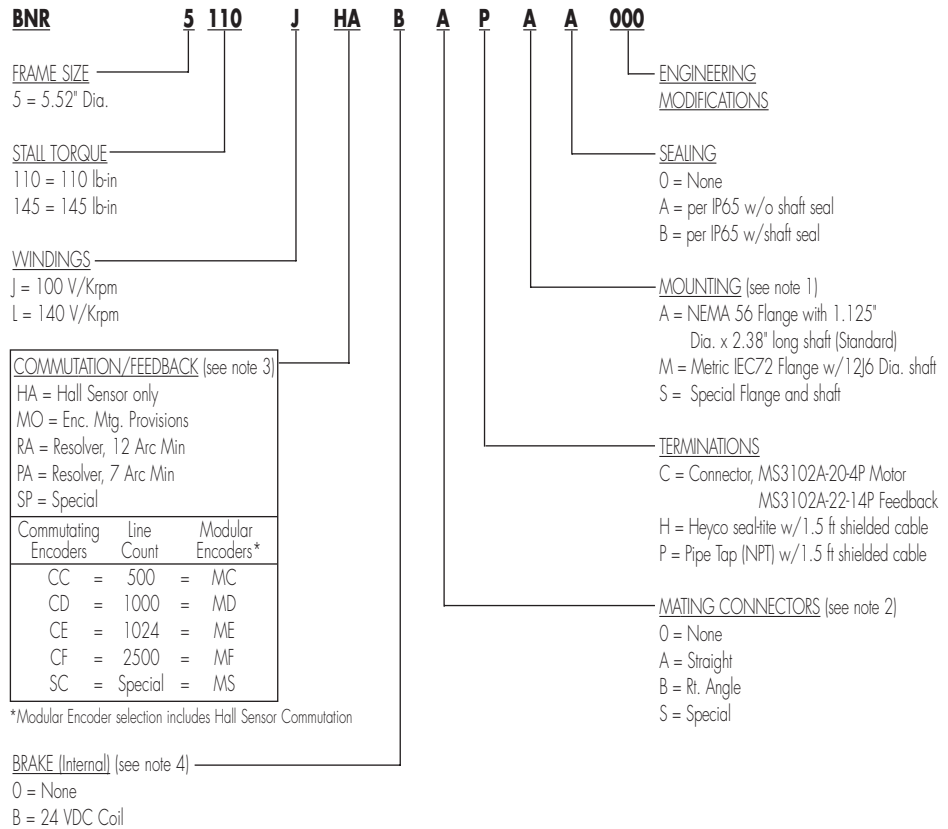 BNR 5 110 J HA B A P A A 000
FRAME SIZE
5 = 5.52" Dia.
STALL TORQUE
110 = 110 lb-in
145 = 145 lb-in
WINDINGS
J = 100 V/Krpm
L = 140 V/Krpm
COMMUTATION/FEEDBACK (see note 3)
HA = Hall Sensor only
MO = Enc. Mtg. Provisions
RA = Resolver, 12 Arc Min
PA = Resolver, 7 Arc Min
SP = Special
Commutating Line Modular
Encoders Count Encoders*
CC = 500 = MC
CD = 1000 = MD
CE = 1024 = ME
CF = 2500 = MF
SC = Special = MS
*Modular Encoder selection includes Hall Sensor Commutation
BRAKE (Internal) (see note 4)
0 = None
B = 24 VDC Coil
ENGINEERING
MODIFICATIONS
SEALING
0 = None
A = per IP65 w/o shaft seal
B = per IP65 w/shaft seal
MOUNTING (see note 1)
A = NEMA 56 Flange with 1.125"
Dia. x 2.38" long shaft (Standard)
M = Metric IEC72 Flange w/12J6 Dia. shaft
S = Special Flange and shaft
TERMINATIONS
C = Connector, MS3102A-20-4P Motor
MS3102A-22-14P Feedback
H = Heyco seal-tite w/1.5 ft shielded cable
P = Pipe Tap (NPT) w/1.5 ft shielded cable
MATING CONNECTORS (see note 2)
0 = None
A = Straight
B = Rt. Angle
S = Special